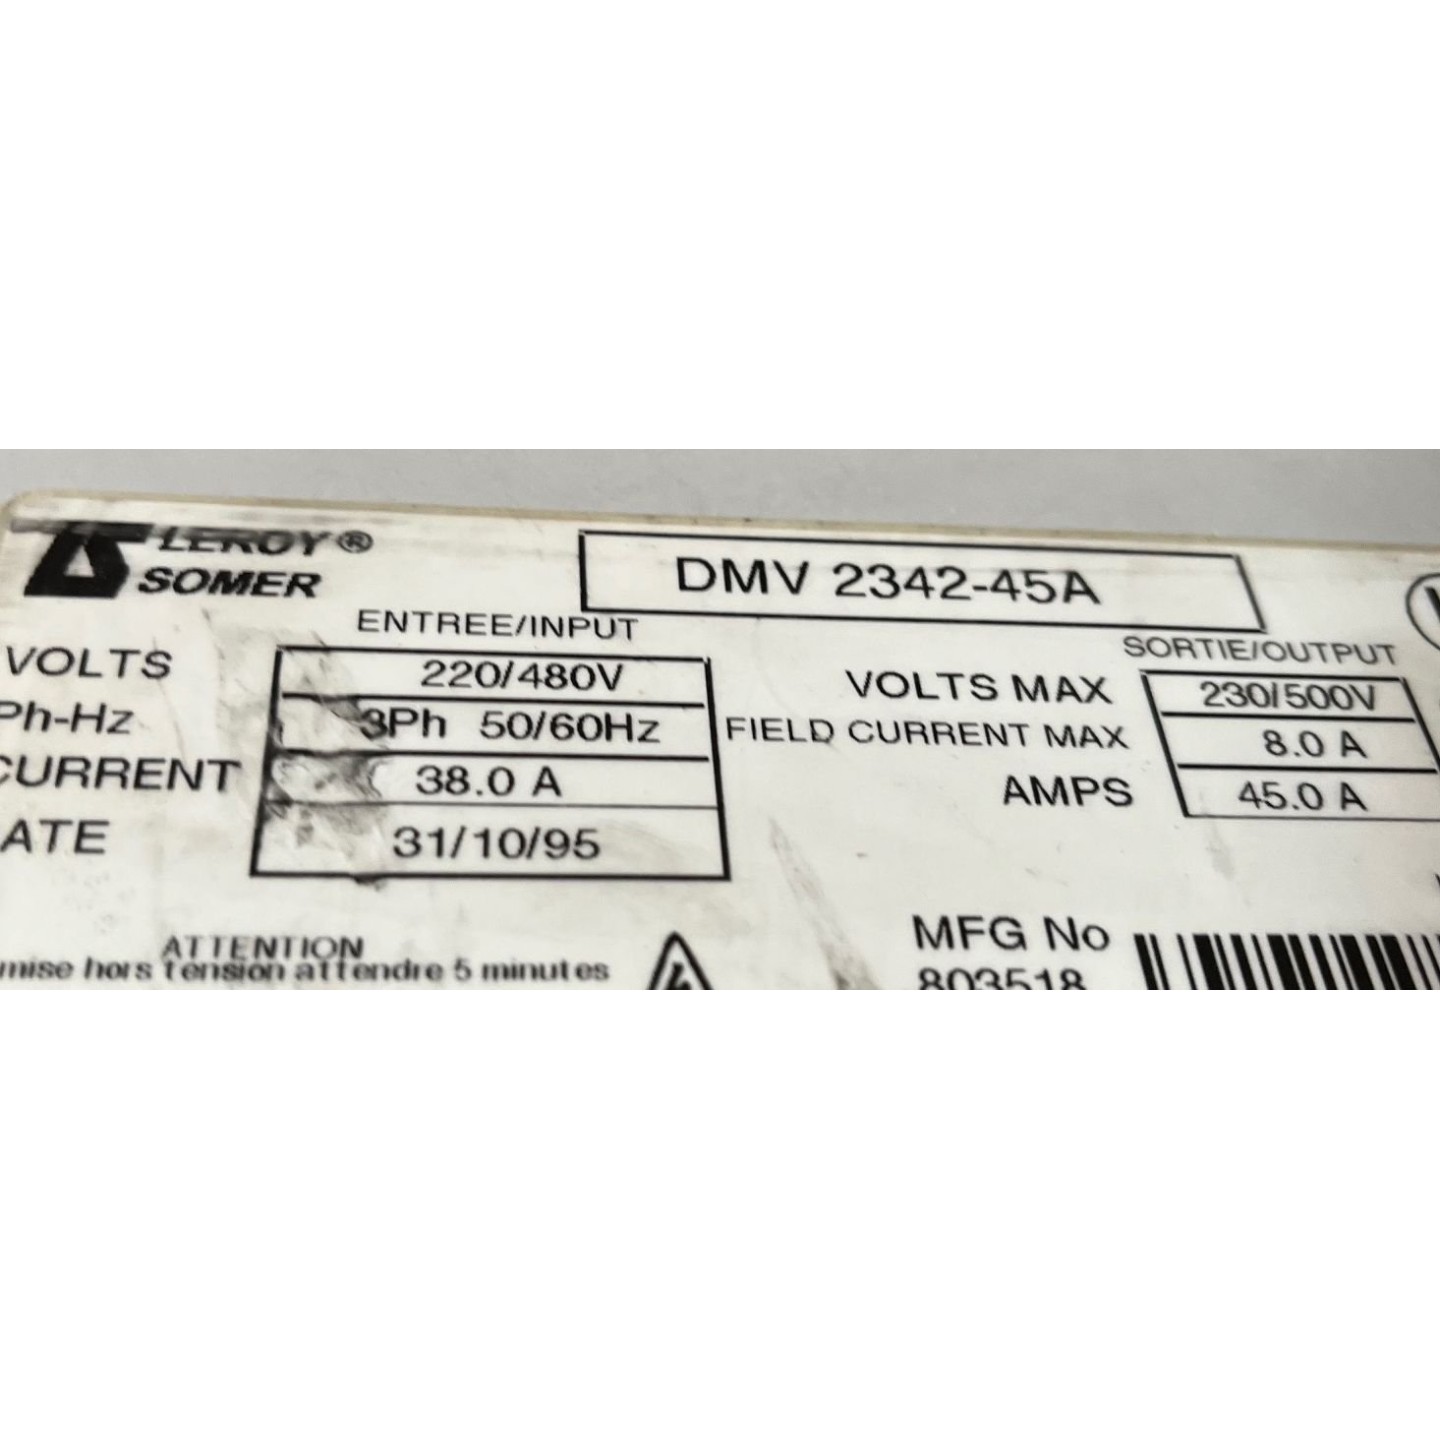 LEROY®
SOMER
DMV 2342-45A
ENTREE/INPUT
VOLTS 220/480V
Ph-Hz 3Ph 50/60Hz
CURRENT 38.0 A
ATE 31/10/95
SORTIE/OUTPUT
VOLTS MAX 230/500V
FIELD CURRENT MAX 8.0 A
AMPS 45.0 A
ATTENTION
mise hors tension attendre 5 minutes
MFG No
803518